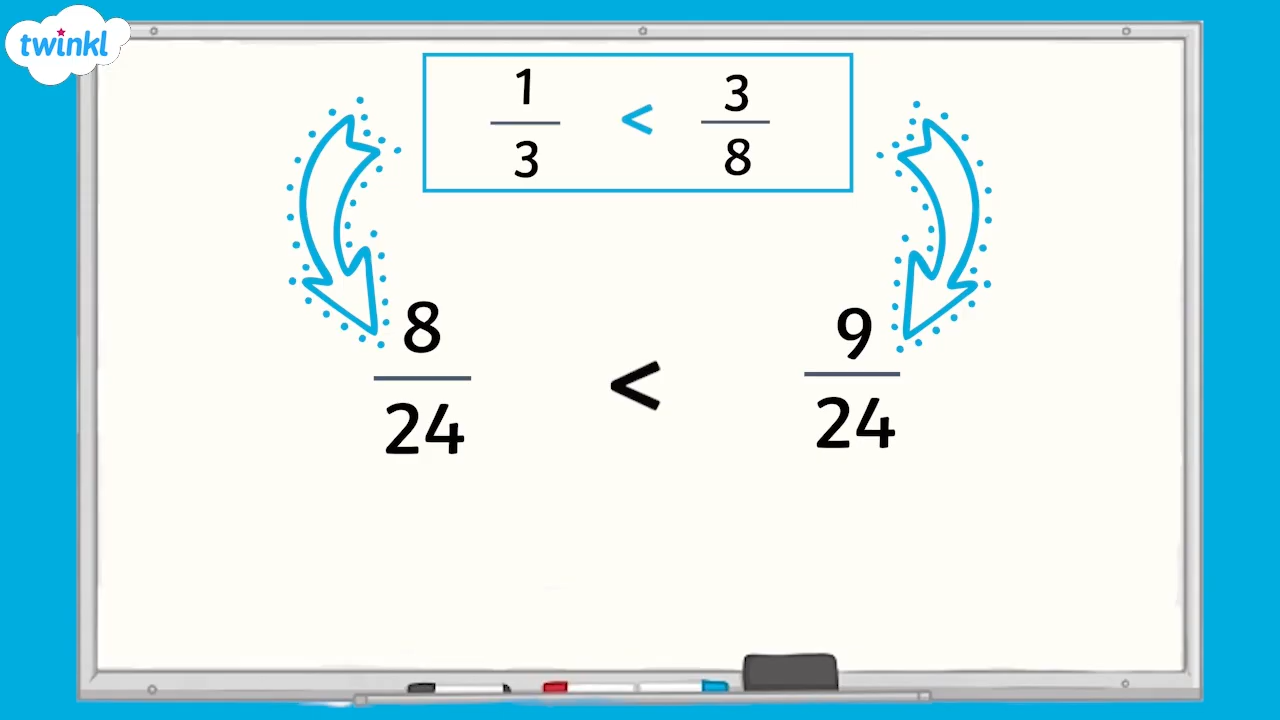 twinkl
1/3 < 3/8
8/24 < 9/24